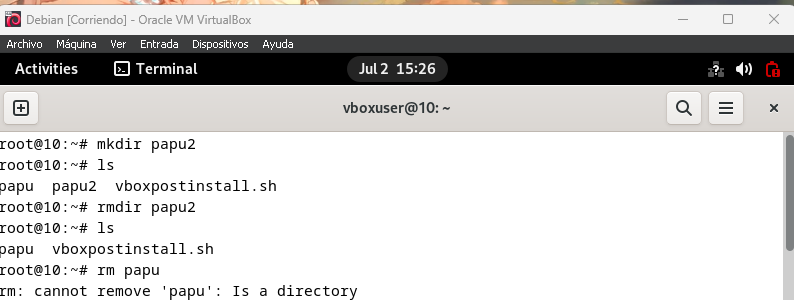 Debian [Corriendo] - Oracle VM VirtualBox
Archivo Máquina Ver Entrada Dispositivos Ayuda
Activities Terminal Jul 2 15:26
vboxuser@10: ~
root@10:~# mkdir papu2
root@10:~# ls
papu  papu2  vboxpostinstall.sh
root@10:~# rmdir papu2
root@10:~# ls
papu  vboxpostinstall.sh
root@10:~# rm papu
rm: cannot remove 'papu': Is a directory